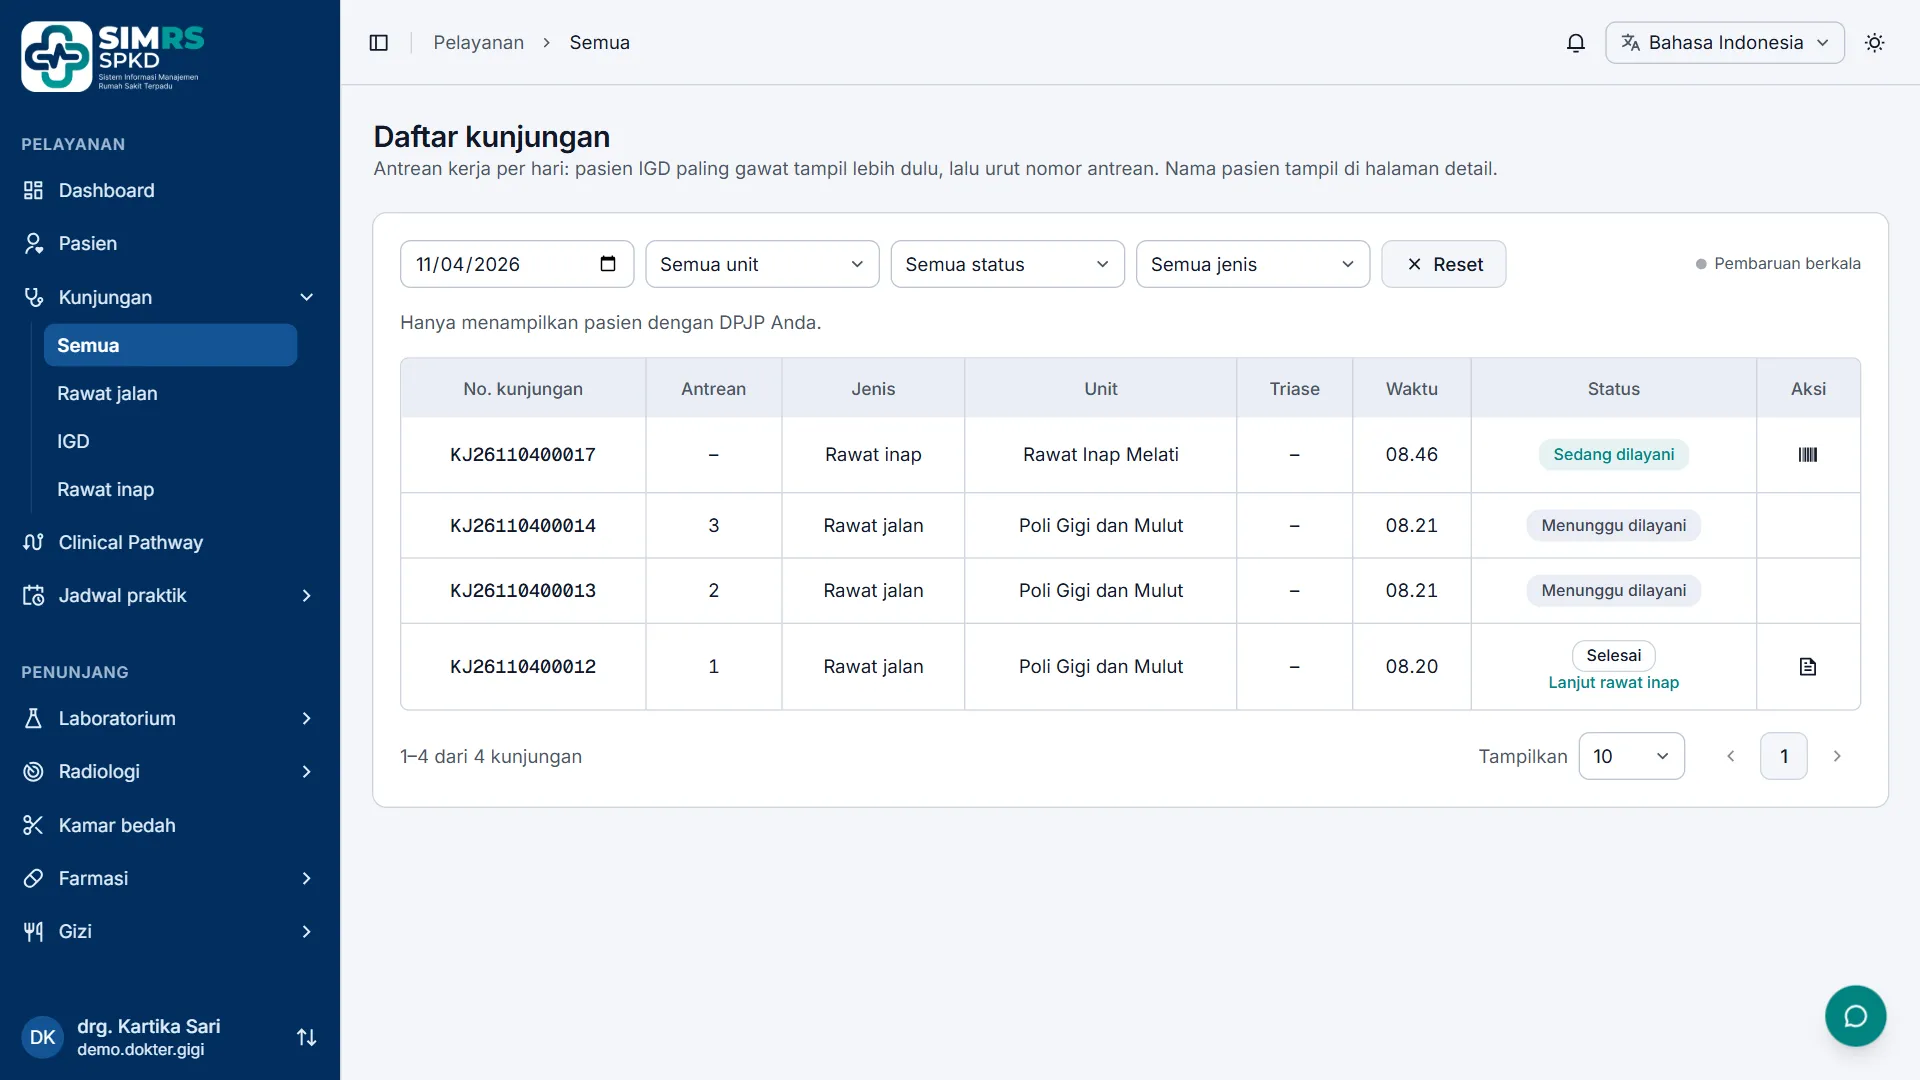 SIMRS
SPKD
Sistem Informasi Manajemen
Rumah Sakit Terpadu
PELAYANAN
Dashboard
Pasien
Kunjungan
Semua
Rawat jalan
IGD
Rawat inap
Clinical Pathway
Jadwal praktik
PENUNJANG
Laboratorium
Radiologi
Kamar bedah
Farmasi
Gizi
DK
drg. Kartika Sari
demo.dokter.gigi
Pelayanan > Semua
Bahasa Indonesia
Daftar kunjungan
Antrean kerja per hari: pasien IGD paling gawat tampil lebih dulu, lalu urut nomor antrean. Nama pasien tampil di halaman detail.
11/04/2026 Semua unit Semua status Semua jenis Reset Pembaruan berkala
Hanya menampilkan pasien dengan DPJP Anda.
No. kunjungan Antrean Jenis Unit Triase Waktu Status Aksi
KJ26110400017 – Rawat inap Rawat Inap Melati – 08.46 Sedang dilayani
KJ26110400014 3 Rawat jalan Poli Gigi dan Mulut – 08.21 Menunggu dilayani
KJ26110400013 2 Rawat jalan Poli Gigi dan Mulut – 08.21 Menunggu dilayani
KJ26110400012 1 Rawat jalan Poli Gigi dan Mulut – 08.20 Selesai
Lanjut rawat inap
1–4 dari 4 kunjungan Tampilkan 10 1